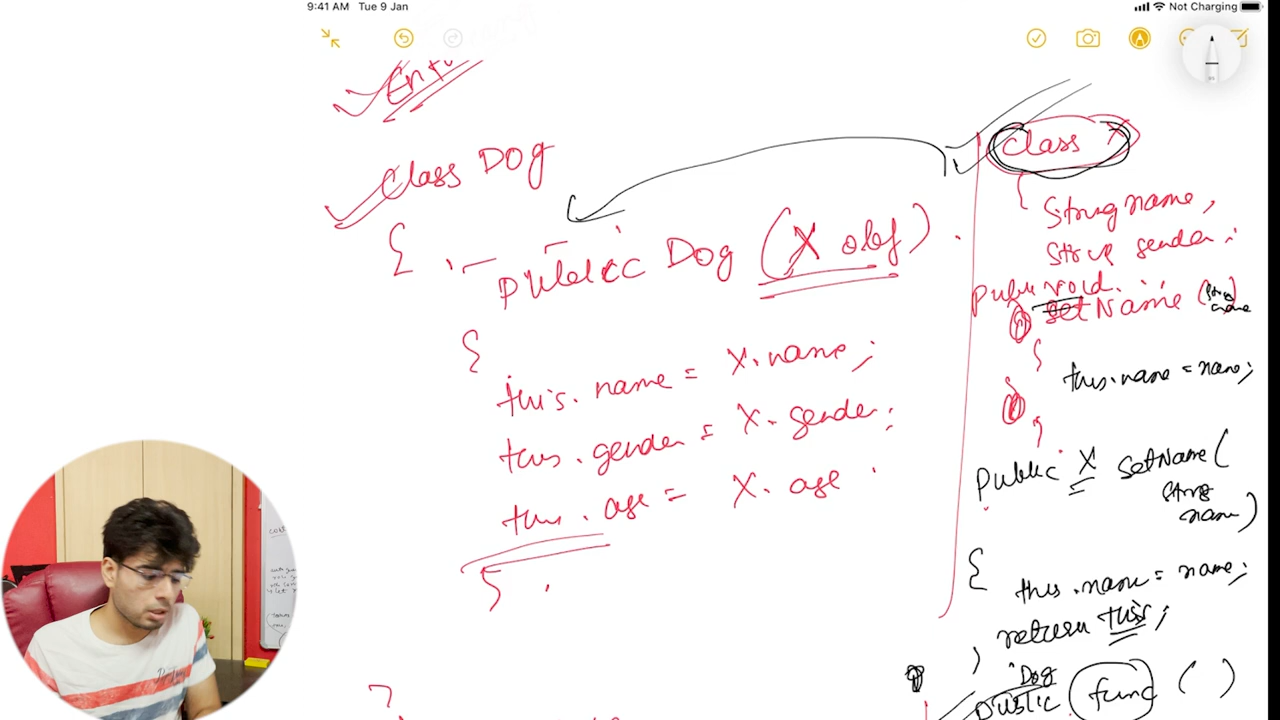 9:41 AM Tue 9 Jan
Not Charging
Class Dog
{
public Dog (X obj)
{
this.name = X.name;
this.gender = X.gender;
this.age = X.age
}
class X
{
String name,
String gender;
public void
setName (String name)
{
this.name = name;
}
Public X setName(
String
name)
{
this.name = name;
return this;
}
Dog
public func ( )